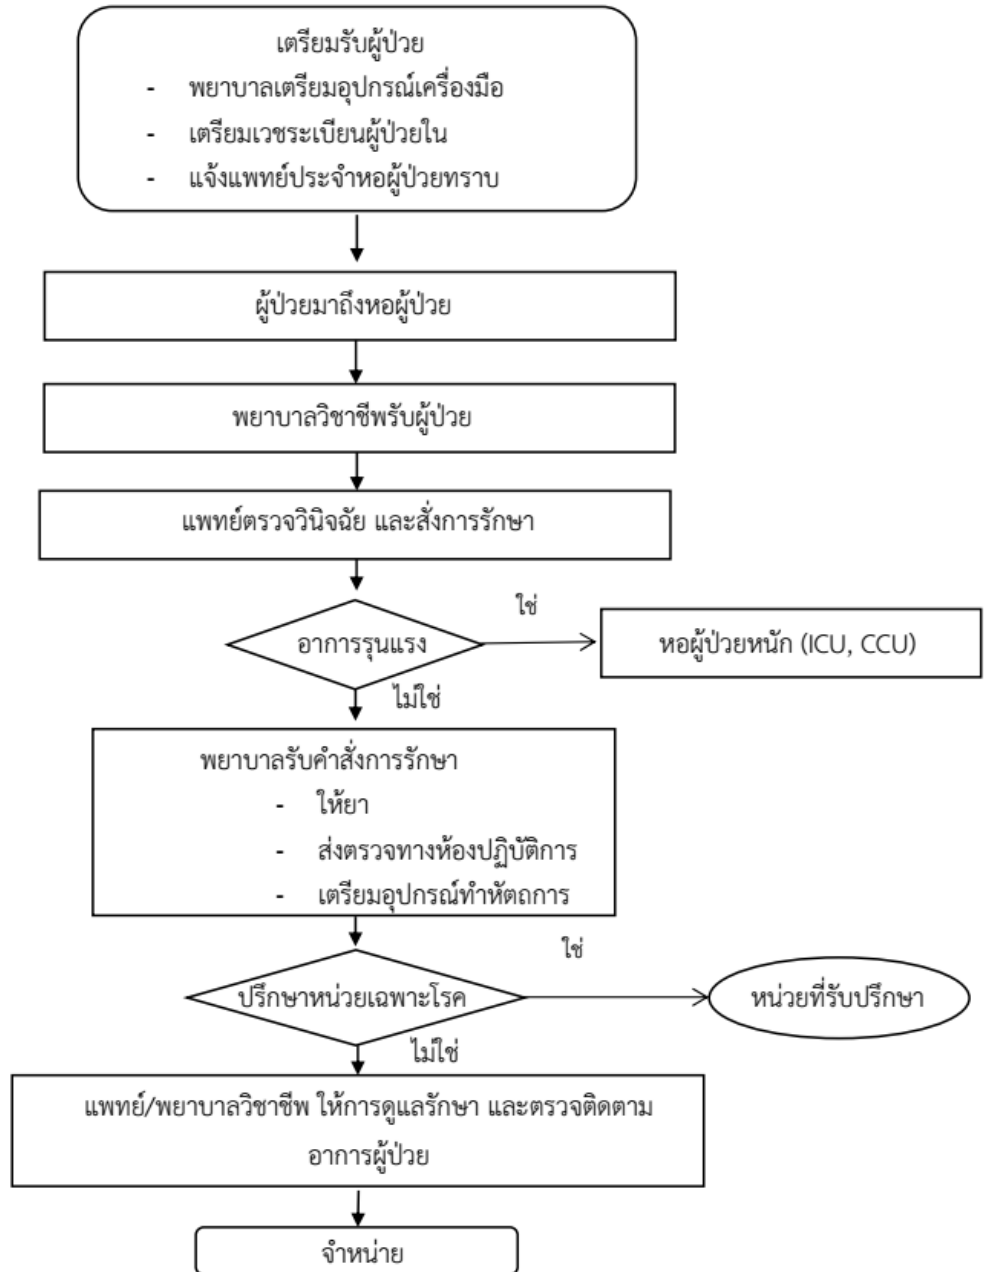 เตรียมรับผู้ป่วย
- พยาบาลเตรียมอุปกรณ์เครื่องมือ
- เตรียมเวชระเบียนผู้ป่วยใน
- แจ้งแพทย์ประจำหอผู้ป่วยทราบ
ผู้ป่วยมาถึงหอผู้ป่วย
พยาบาลวิชาชีพรับผู้ป่วย
แพทย์ตรวจวินิจฉัย และสั่งการรักษา
อาการรุนแรง
ใช่
หอผู้ป่วยหนัก (ICU, CCU)
ไม่ใช่
พยาบาลรับคำสั่งการรักษา
- ให้ยา
- ส่งตรวจทางห้องปฏิบัติการ
- เตรียมอุปกรณ์ทำหัตถการ
ปรึกษาหน่วยเฉพาะโรค
ใช่
หน่วยที่รับปรึกษา
ไม่ใช่
แพทย์/พยาบาลวิชาชีพ ให้การดูแลรักษา และตรวจติดตาม
อาการผู้ป่วย
จำหน่าย